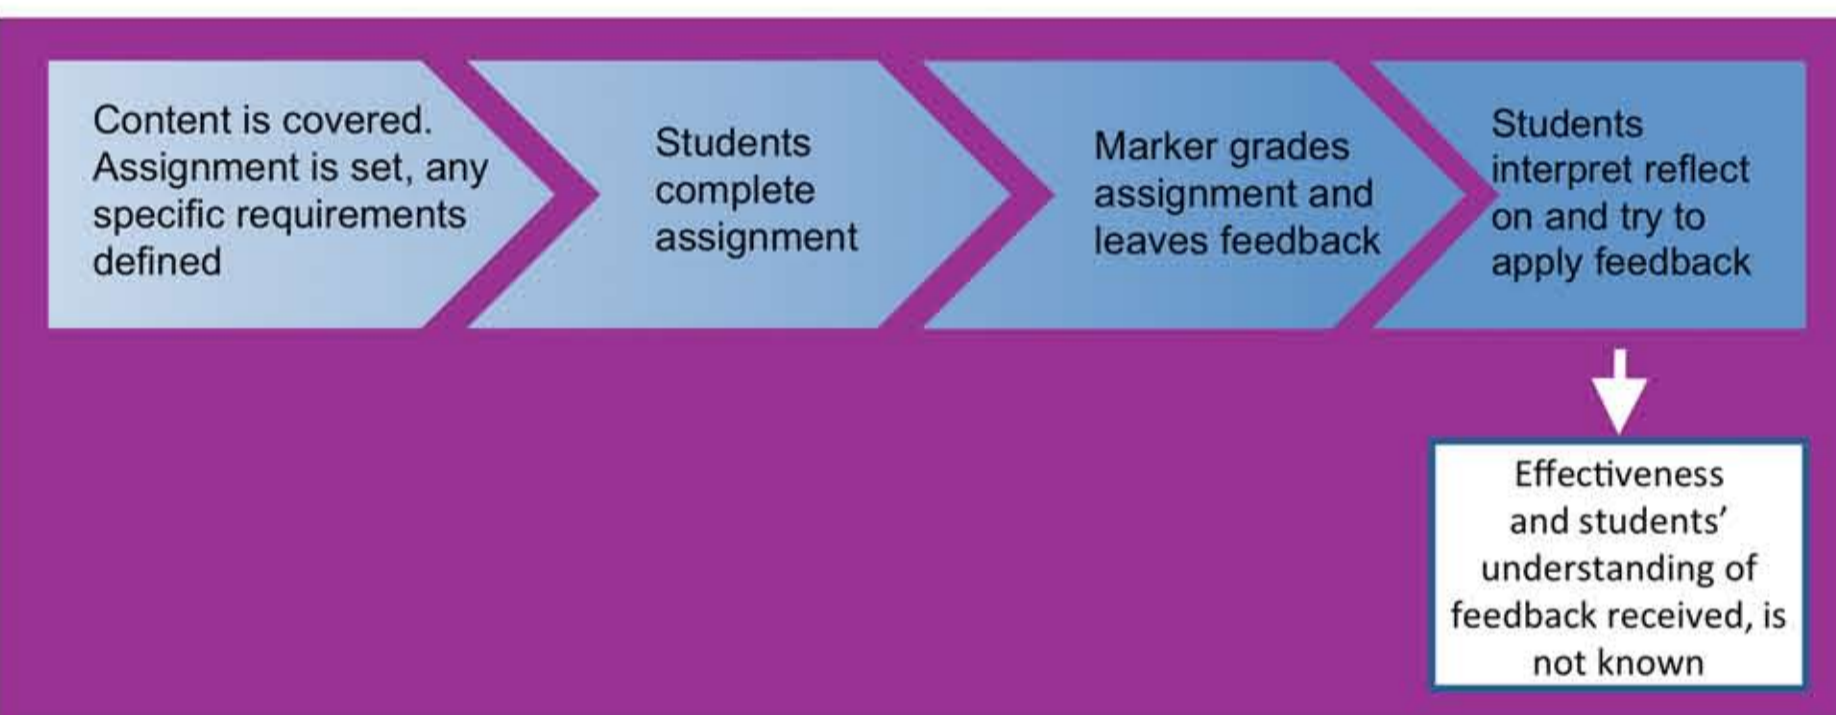 Content is covered.
Assignment is set, any
specific requirements
defined
Students
complete
assignment
Marker grades
assignment and
leaves feedback
Students
interpret reflect
on and try to
apply feedback
Effectiveness
and students’
understanding of
feedback received, is
not known